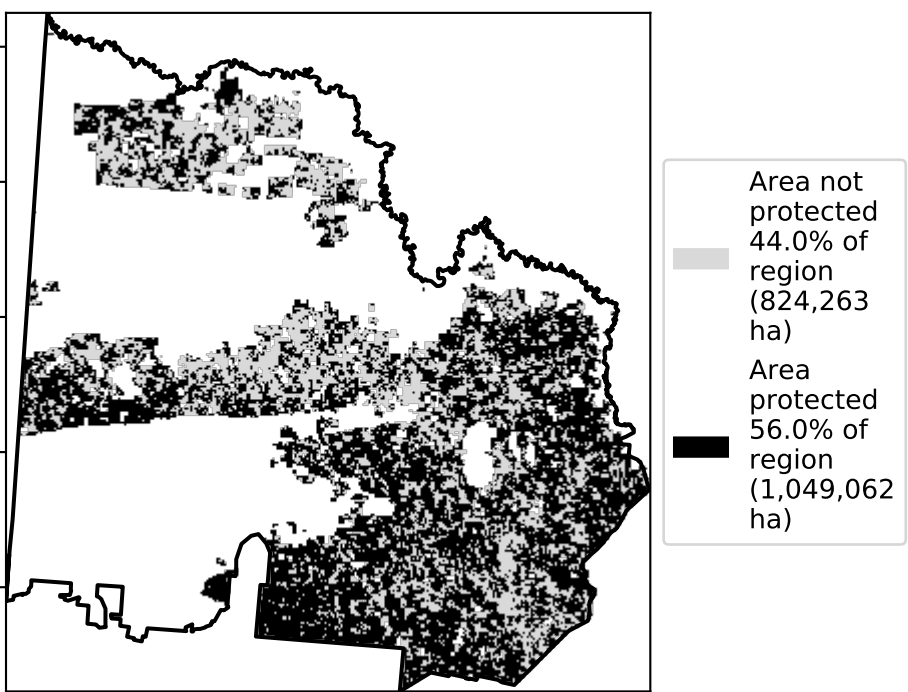 Area not
protected
44.0% of
region
(824,263
ha)
Area
protected
56.0% of
region
(1,049,062
ha)